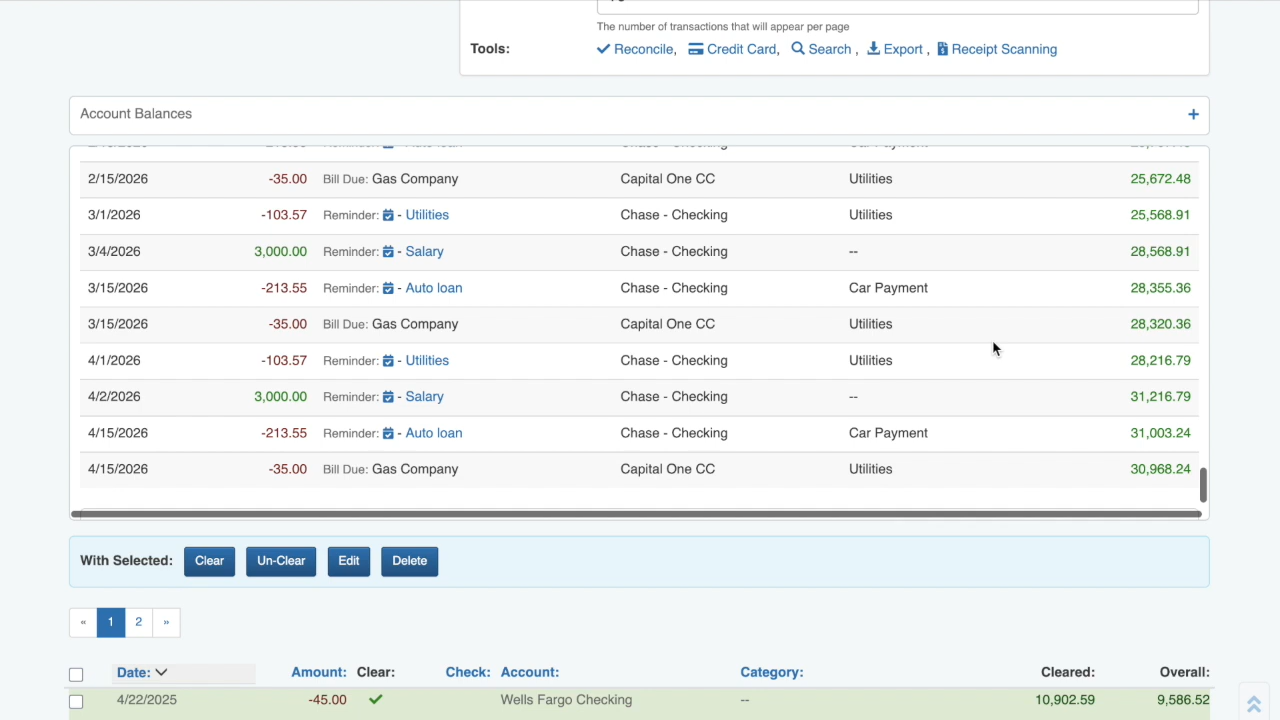 The number of transactions that will appear per page
Tools: Reconcile, Credit Card, Search , Export , Receipt Scanning
Account Balances +
2/15/2026 -35.00 Bill Due: Gas Company Capital One CC Utilities 25,672.48
3/1/2026 -103.57 Reminder: - Utilities Chase - Checking Utilities 25,568.91
3/4/2026 3,000.00 Reminder: - Salary Chase - Checking -- 28,568.91
3/15/2026 -213.55 Reminder: - Auto loan Chase - Checking Car Payment 28,355.36
3/15/2026 -35.00 Bill Due: Gas Company Capital One CC Utilities 28,320.36
4/1/2026 -103.57 Reminder: - Utilities Chase - Checking Utilities 28,216.79
4/2/2026 3,000.00 Reminder: - Salary Chase - Checking -- 31,216.79
4/15/2026 -213.55 Reminder: - Auto loan Chase - Checking Car Payment 31,003.24
4/15/2026 -35.00 Bill Due: Gas Company Capital One CC Utilities 30,968.24
With Selected: Clear Un-Clear Edit Delete
« 1 2 »
Date: Amount: Clear: Check: Account: Category: Cleared: Overall:
4/22/2025 -45.00 Wells Fargo Checking -- 10,902.59 9,586.52